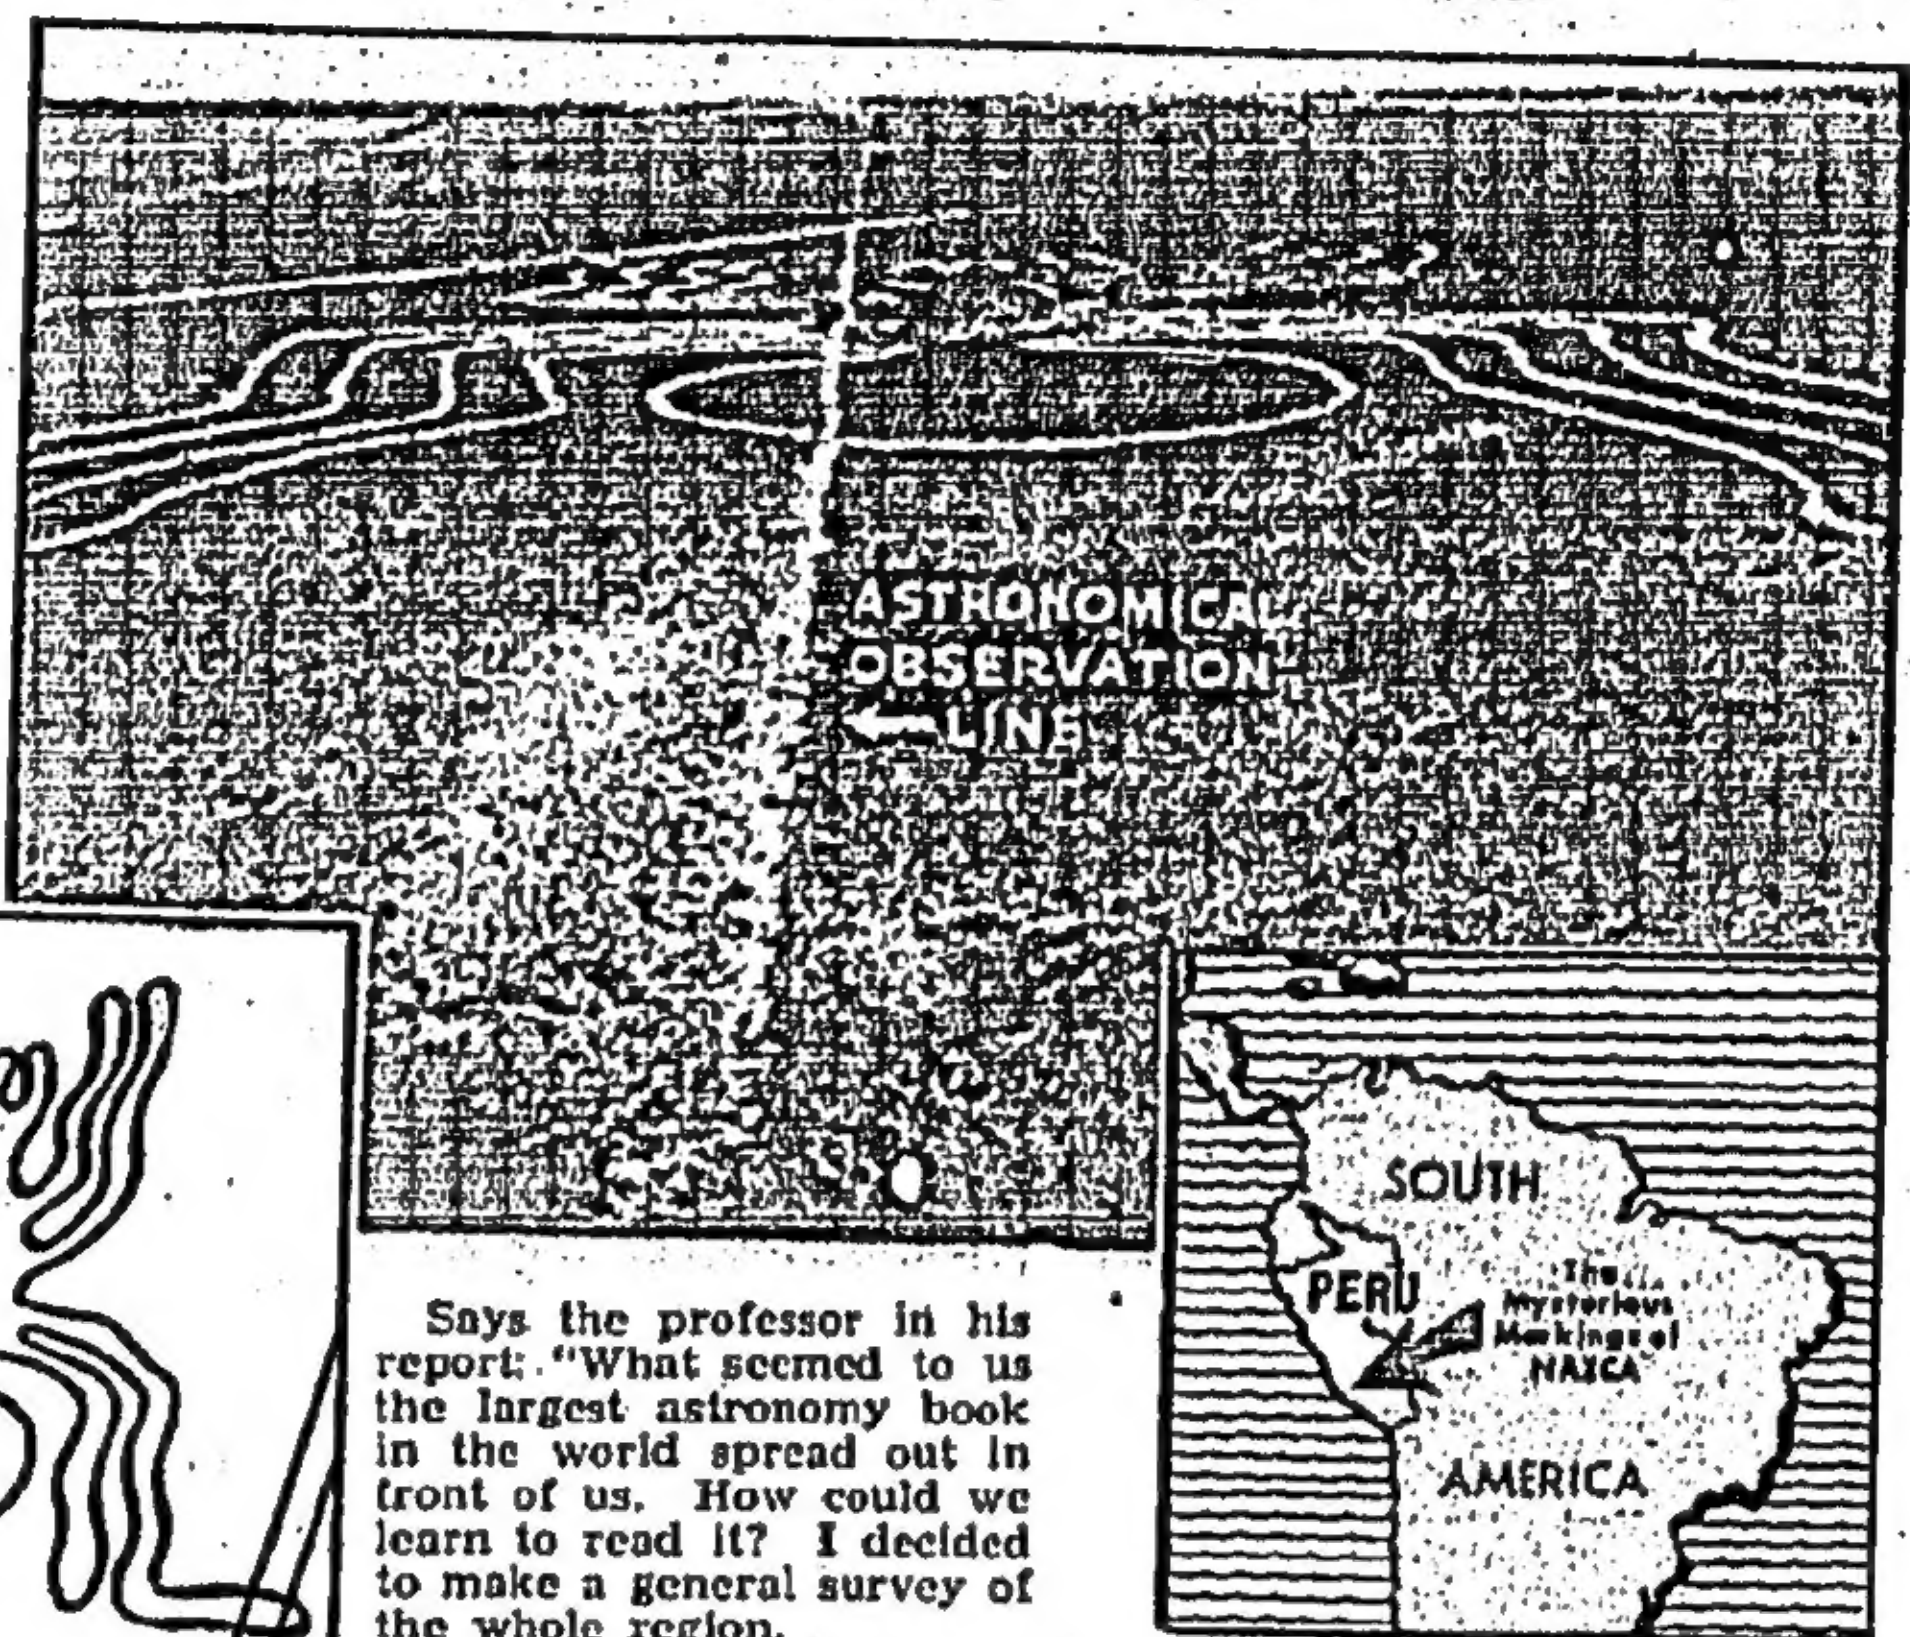 ASTRONOMICAL
OBSERVATION
LINE
Says the professor in his
report: "What seemed to us
the largest astronomy book
in the world spread out in
front of us. How could we
learn to read it? I decided
to make a general survey of
the whole region.
SOUTH
PERU
The
Mysterious
Markings of
NAZCA
AMERICA